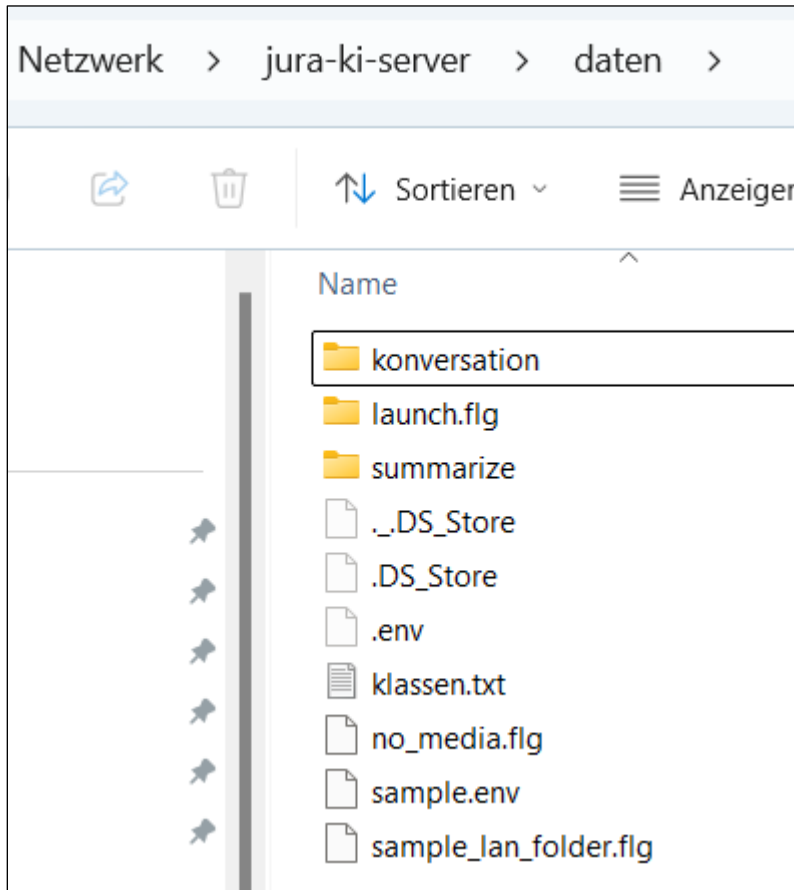 Netzwerk > jura-ki-server > daten >
Sortieren Anzeigen
Name
konversation
launch.flg
summarize
._.DS_Store
.DS_Store
.env
klassen.txt
no_media.flg
sample.env
sample_lan_folder.flg